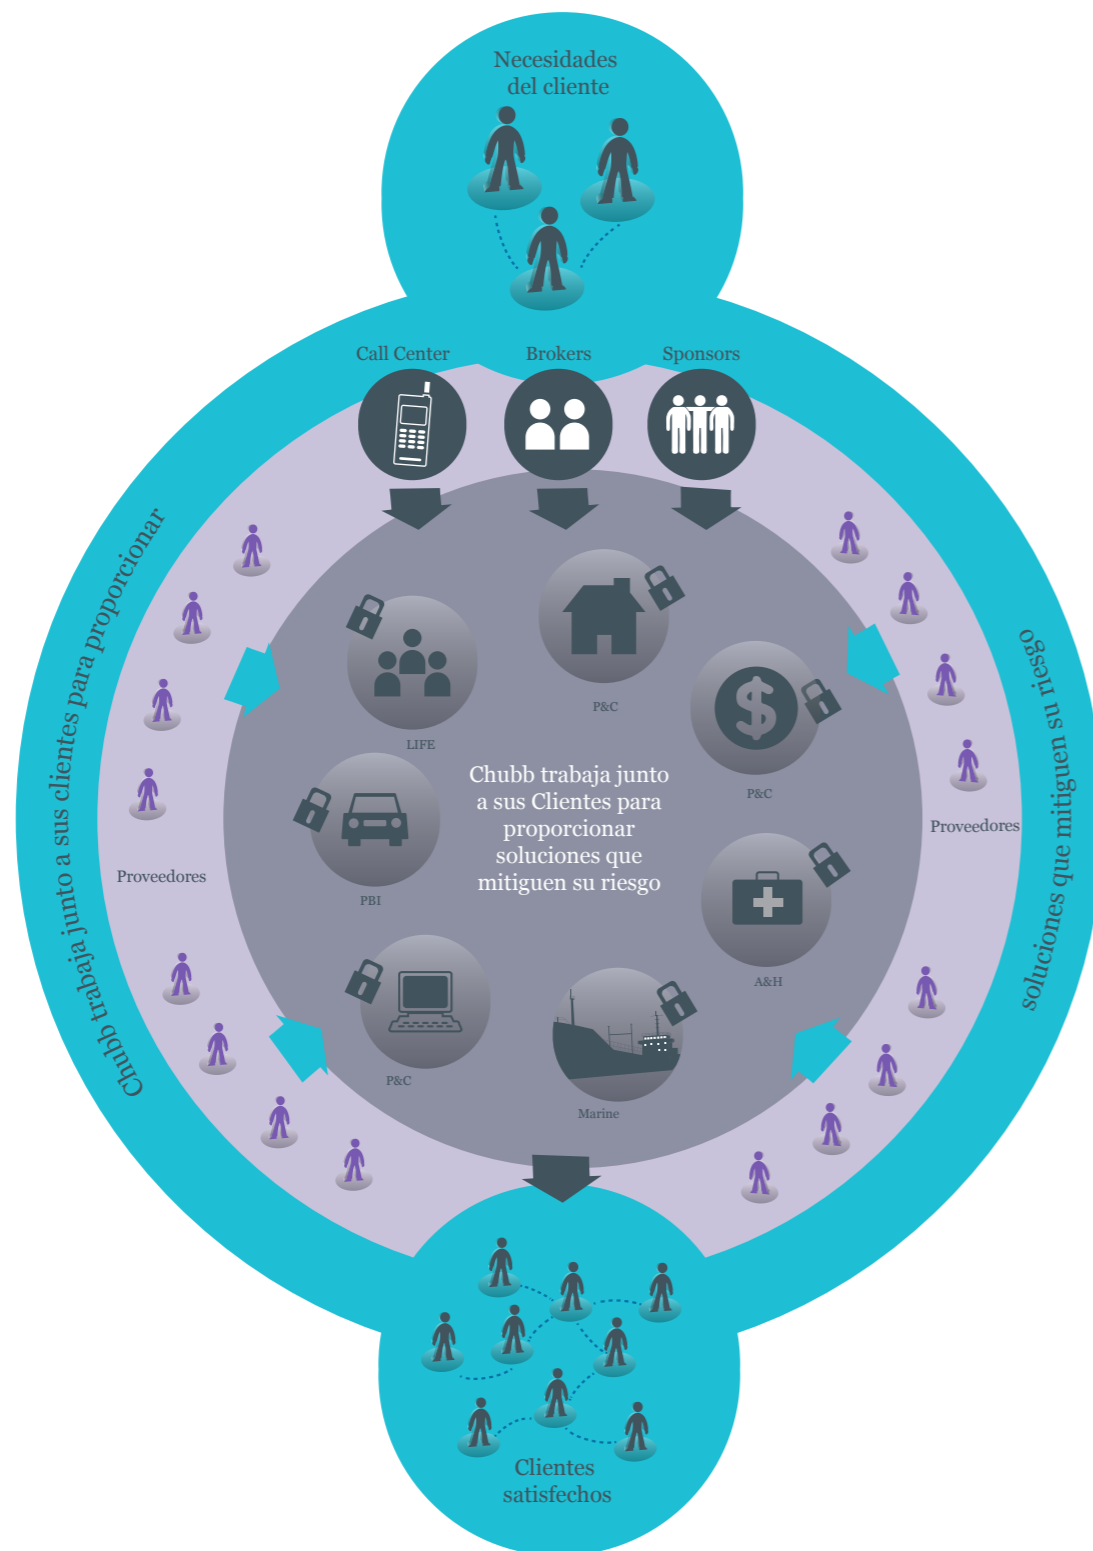 Necesidades
del cliente
Call Center
Brokers
Sponsors
Chubb trabaja junto a sus clientes para proporcionar
soluciones que mitiguen su riesgo
P&C
LIFE
P&C
Chubb trabaja junto
a sus Clientes para
proporcionar
soluciones que
mitiguen su riesgo
Proveedores
Proveedores
PBI
A&H
P&C
Marine
Clientes
satisfechos